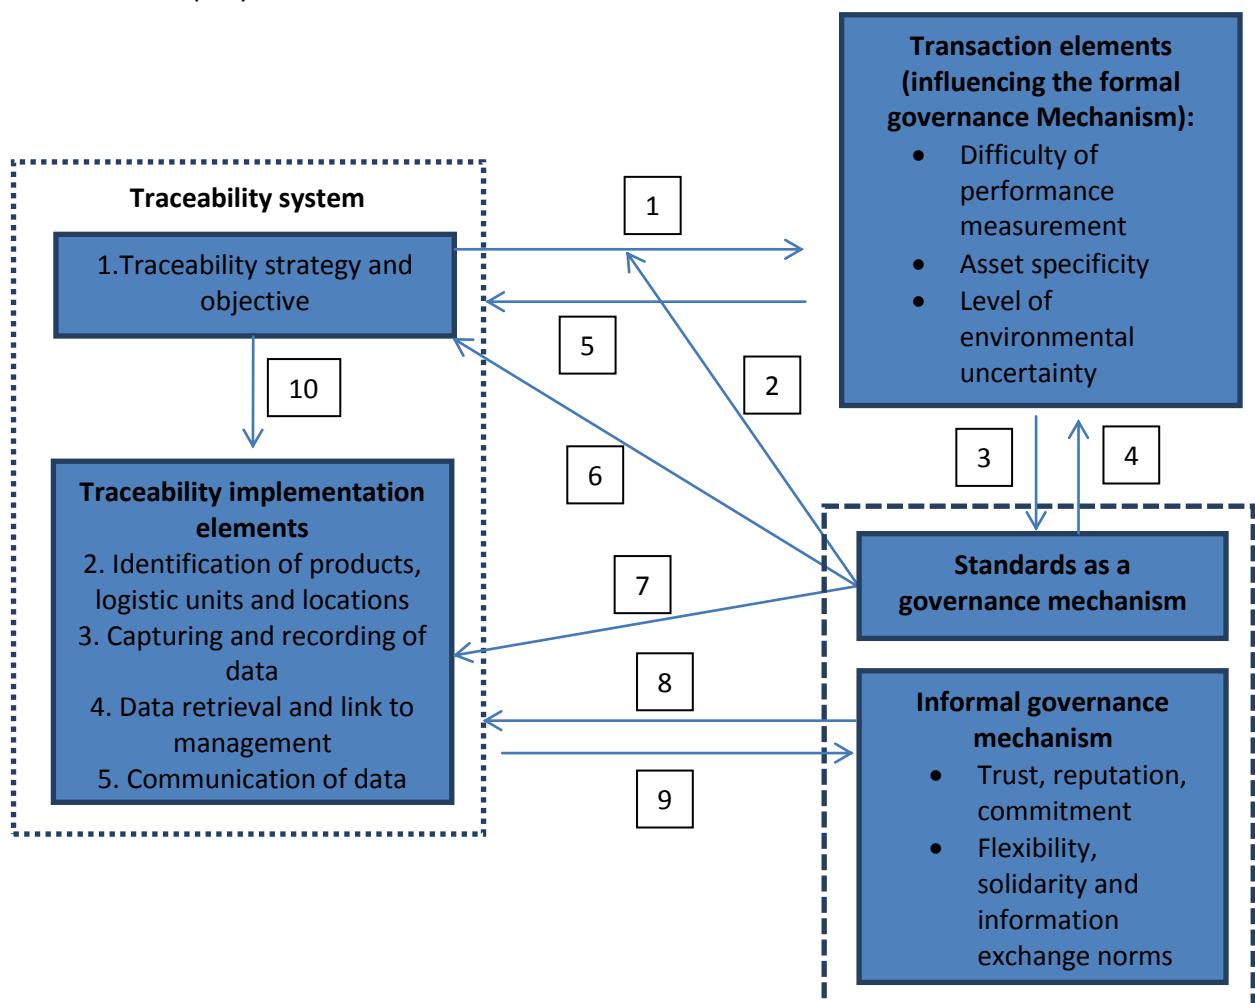 Transaction elements
(influencing the formal
governance Mechanism):
• Difficulty of
performance
measurement
• Asset specificity
• Level of
environmental
uncertainty
Traceability system
1.Traceability strategy and
objective
1
5
2
10
3
4
6
Traceability implementation
elements
2. Identification of products,
logistic units and locations
3. Capturing and recording of
data
4. Data retrieval and link to
management
5. Communication of data
7
Standards as a
governance mechanism
8
9
Informal governance
mechanism
• Trust, reputation,
commitment
• Flexibility,
solidarity and
information
exchange norms